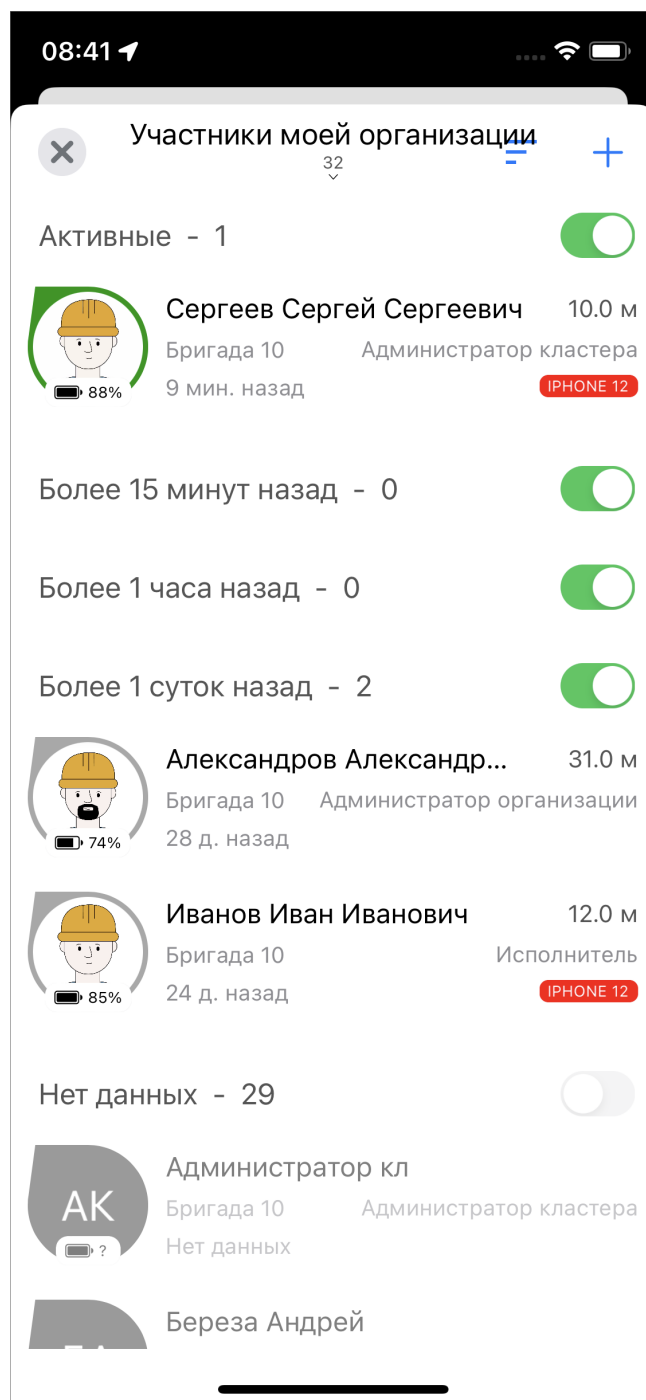 08:41
Участники моей организации
32
Активные - 1
Сергеев Сергей Сергеевич 10.0 м
Бригада 10 Администратор кластера
88%
9 мин. назад IPHONE 12
Более 15 минут назад - 0
Более 1 часа назад - 0
Более 1 суток назад - 2
Александров Александр... 31.0 м
Бригада 10 Администратор организации
74%
28 д. назад
Иванов Иван Иванович 12.0 м
Бригада 10 Исполнитель
85%
24 д. назад IPHONE 12
Нет данных - 29
Администратор кл
АК
Бригада 10 Администратор кластера
?
Нет данных
Береза Андрей